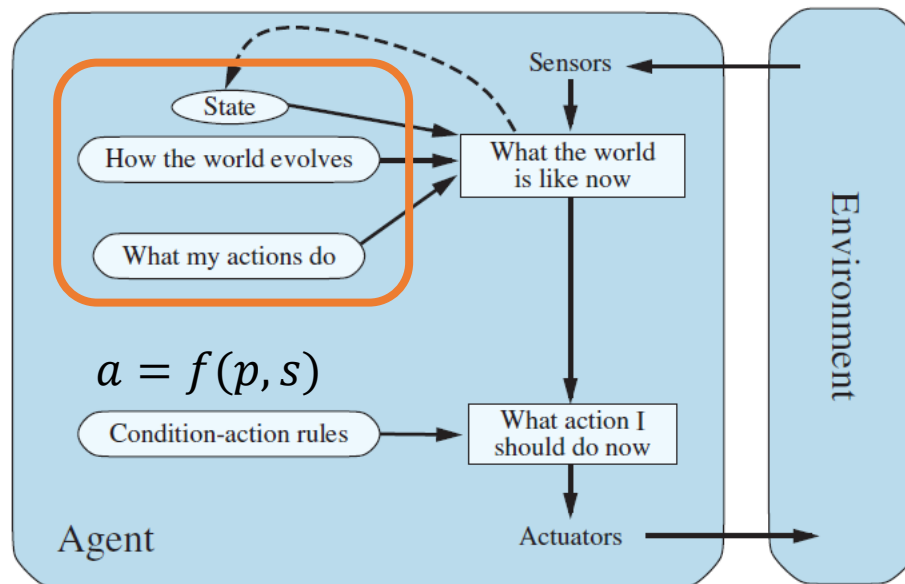 Sensors
State
How the world evolves
What the world
is like now
What my actions do
a = f(p, s)
Condition-action rules
What action I
should do now
Agent
Actuators
Environment